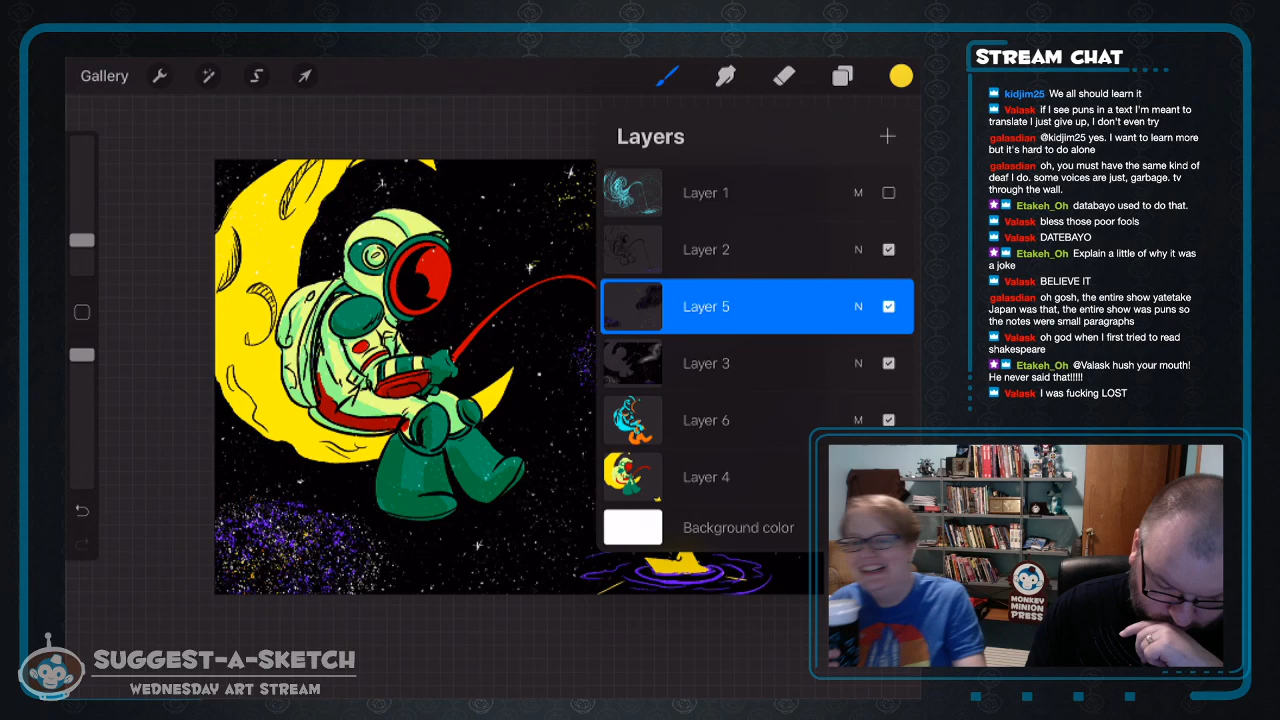 Gallery
Layers
Layer 1
M
Layer 2
N
Layer 5
N
Layer 3
N
Layer 6
M
Layer 4
Background color
STREAM CHAT
kidjim25 We all should learn it
Valask if I see puns in a text I'm meant to
translate I just give up, I don't even try
galasdian @kidjim25 yes. I want to learn more
but it's hard to do alone
galasdian oh, you must have the same kind of
deaf I do. some voices are just, garbage. tv
through the wall.
Etakeh_Oh databayo used to do that.
Valask bless those poor fools
Valask DATEBAYO
Etakeh_Oh Explain a little of why it was
a joke
Valask BELIEVE IT
galasdian oh gosh, the entire show yatetake
Japan was that, the entire show was puns so
the notes were small paragraphs
Valask oh god when I first tried to read
shakespeare
Etakeh_Oh @Valask hush your mouth!
He never said that!!!!!
Valask I was fucking LOST
MONKEY
MINION
PRESS
SUGGEST-A-SKETCH
WEDNESDAY ART STREAM